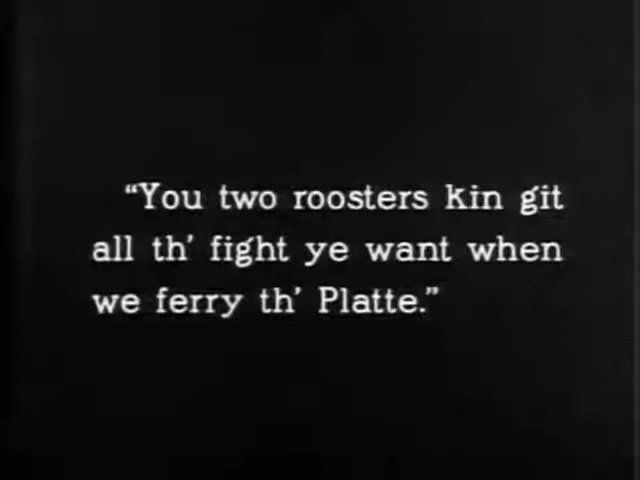 “You two roosters kin git
all th’ fight ye want when
we ferry th’ Platte.”